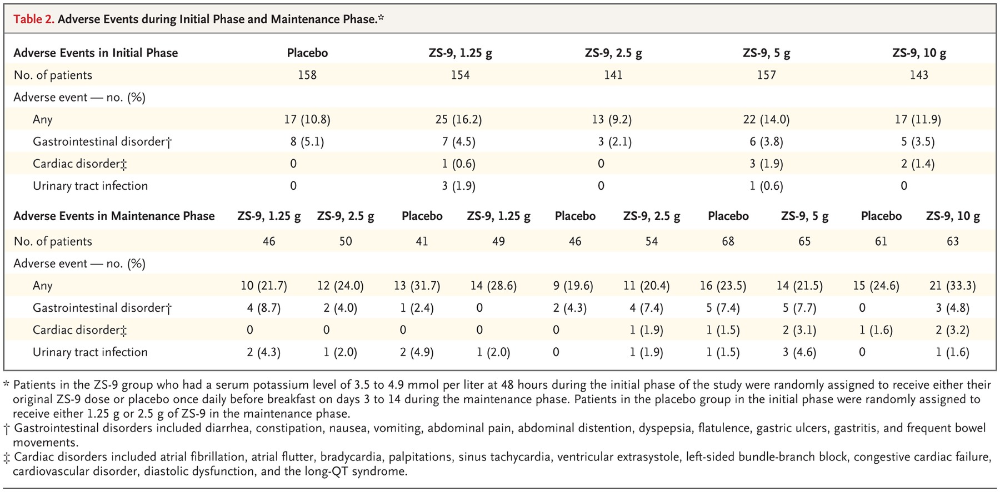 Table 2. Adverse Events during Initial Phase and Maintenance Phase.*
Adverse Events in Initial Phase Placebo ZS-9, 1.25 g ZS-9, 2.5 g ZS-9, 5 g ZS-9, 10 g
No. of patients 158 154 141 157 143
Adverse event — no. (%)
Any 17 (10.8) 25 (16.2) 13 (9.2) 22 (14.0) 17 (11.9)
Gastrointestinal disorder† 8 (5.1) 7 (4.5) 3 (2.1) 6 (3.8) 5 (3.5)
Cardiac disorder‡ 0 1 (0.6) 0 3 (1.9) 2 (1.4)
Urinary tract infection 0 3 (1.9) 0 1 (0.6) 0
Adverse Events in Maintenance Phase ZS-9, 1.25 g ZS-9, 2.5 g Placebo ZS-9, 1.25 g Placebo ZS-9, 2.5 g Placebo ZS-9, 5 g Placebo ZS-9, 10 g
No. of patients 46 50 41 49 46 54 68 65 61 63
Adverse event — no. (%)
Any 10 (21.7) 12 (24.0) 13 (31.7) 14 (28.6) 9 (19.6) 11 (20.4) 16 (23.5) 14 (21.5) 15 (24.6) 21 (33.3)
Gastrointestinal disorder† 4 (8.7) 2 (4.0) 1 (2.4) 0 2 (4.3) 4 (7.4) 5 (7.4) 5 (7.7) 0 3 (4.8)
Cardiac disorder‡ 0 0 0 0 0 1 (1.9) 1 (1.5) 2 (3.1) 1 (1.6) 2 (3.2)
Urinary tract infection 2 (4.3) 1 (2.0) 2 (4.9) 1 (2.0) 0 1 (1.9) 1 (1.5) 3 (4.6) 0 1 (1.6)
* Patients in the ZS-9 group who had a serum potassium level of 3.5 to 4.9 mmol per liter at 48 hours during the initial phase of the study were randomly assigned to receive either their
original ZS-9 dose or placebo once daily before breakfast on days 3 to 14 during the maintenance phase. Patients in the placebo group in the initial phase were randomly assigned to
receive either 1.25 g or 2.5 g of ZS-9 in the maintenance phase.
† Gastrointestinal disorders included diarrhea, constipation, nausea, vomiting, abdominal pain, abdominal distention, dyspepsia, flatulence, gastric ulcers, gastritis, and frequent bowel
movements.
‡ Cardiac disorders included atrial fibrillation, atrial flutter, bradycardia, palpitations, sinus tachycardia, ventricular extrasystole, left-sided bundle-branch block, congestive cardiac failure,
cardiovascular disorder, diastolic dysfunction, and the long-QT syndrome.